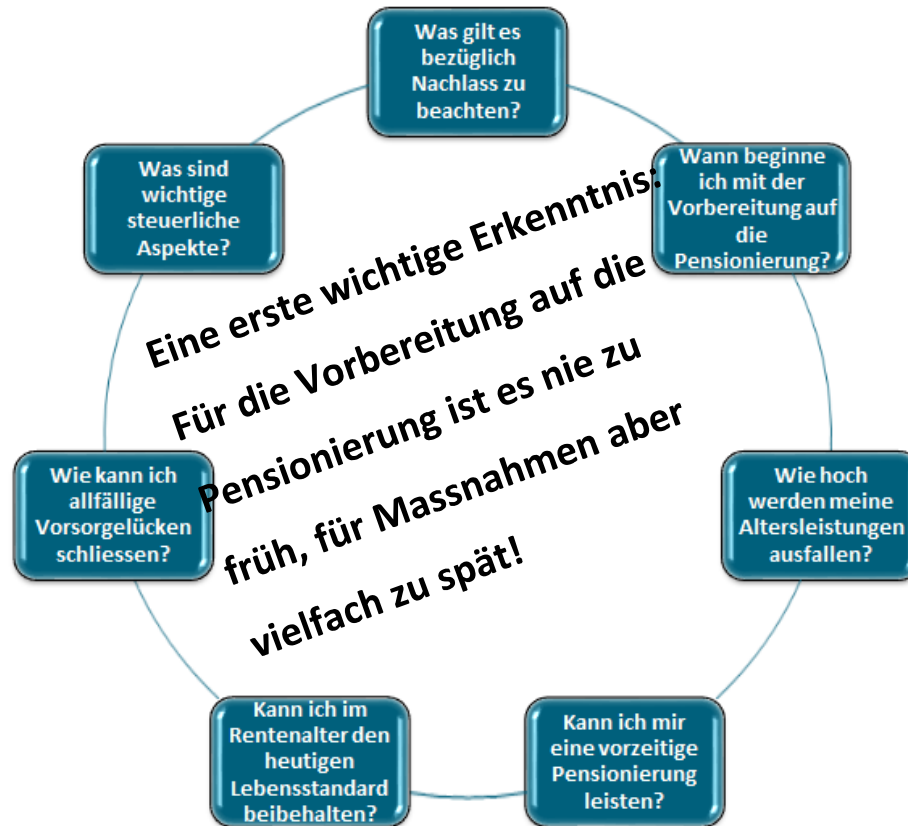 Was gilt es
bezüglich
Nachlass zu
beachten?
Wann beginne
ich mit der
Vorbereitung auf
die
Pensionierung?
Wie hoch
werden meine
Altersleistungen
ausfallen?
Kann ich mir
eine vorzeitige
Pensionierung
leisten?
Kann ich im
Rentenalter den
heutigen
Lebensstandard
beibehalten?
Wie kann ich
allfällige
Vorsorgelücken
schliessen?
Was sind
wichtige
steuerliche
Aspekte?
Eine erste wichtige Erkenntnis:
Für die Vorbereitung auf die
Pensionierung ist es nie zu
früh, für Massnahmen aber
vielfach zu spät!